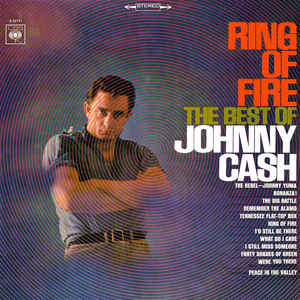 STEREO
RING
OF
FIRE
THE BEST OF
JOHNNY
CASH
THE REBEL—JOHNNY YUMA
BONANZA!
THE BIG BATTLE
REMEMBER THE ALAMO
TENNESSEE FLAT-TOP BOX
RING OF FIRE
I'D STILL BE THERE
WHAT DO I CARE
I STILL MISS SOMEONE
FORTY SHADES OF GREEN
WERE YOU THERE
PEACE IN THE VALLEY